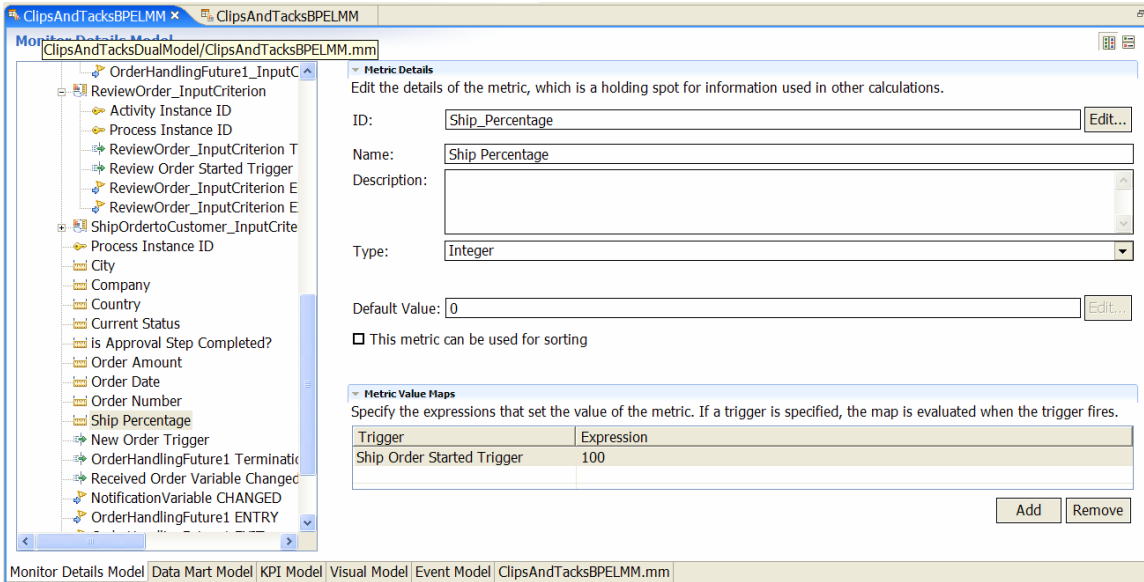 ClipsAndTacksBPELMM ClipsAndTacksBPELMM
Monitor Details Model
ClipsAndTacksDualModel/ClipsAndTacksBPELMM.mm
OrderHandlingFuture1_InputC
ReviewOrder_InputCriterion
Activity Instance ID
Process Instance ID
ReviewOrder_InputCriterion T
Review Order Started Trigger
ReviewOrder_InputCriterion E
ReviewOrder_InputCriterion E
ShipOrdertoCustomer_InputCrite
Process Instance ID
City
Company
Country
Current Status
is Approval Step Completed?
Order Amount
Order Date
Order Number
Ship Percentage
New Order Trigger
OrderHandlingFuture1 Terminatio
Received Order Variable Changed
NotificationVariable CHANGED
OrderHandlingFuture1 ENTRY
Metric Details
Edit the details of the metric, which is a holding spot for information used in other calculations.
ID: Ship_Percentage Edit...
Name: Ship Percentage
Description:
Type: Integer
Default Value: 0 Edit...
This metric can be used for sorting
Metric Value Maps
Specify the expressions that set the value of the metric. If a trigger is specified, the map is evaluated when the trigger fires.
Trigger Expression
Ship Order Started Trigger 100
Add Remove
Monitor Details Model Data Mart Model KPI Model Visual Model Event Model ClipsAndTacksBPELMM.mm